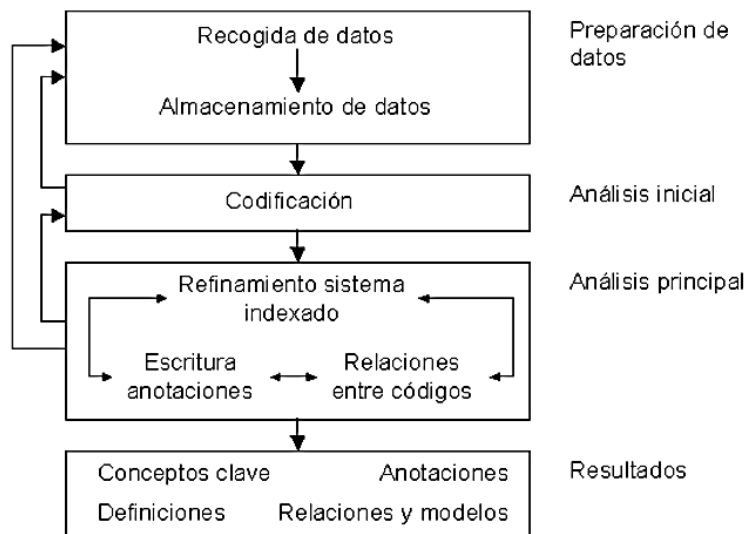 Recogida de datos
Almacenamiento de datos
Preparación de
datos
Codificación
Análisis inicial
Refinamiento sistema
indexado
Escritura
anotaciones
Relaciones
entre códigos
Análisis principal
Conceptos clave
Anotaciones
Definiciones
Relaciones y modelos
Resultados